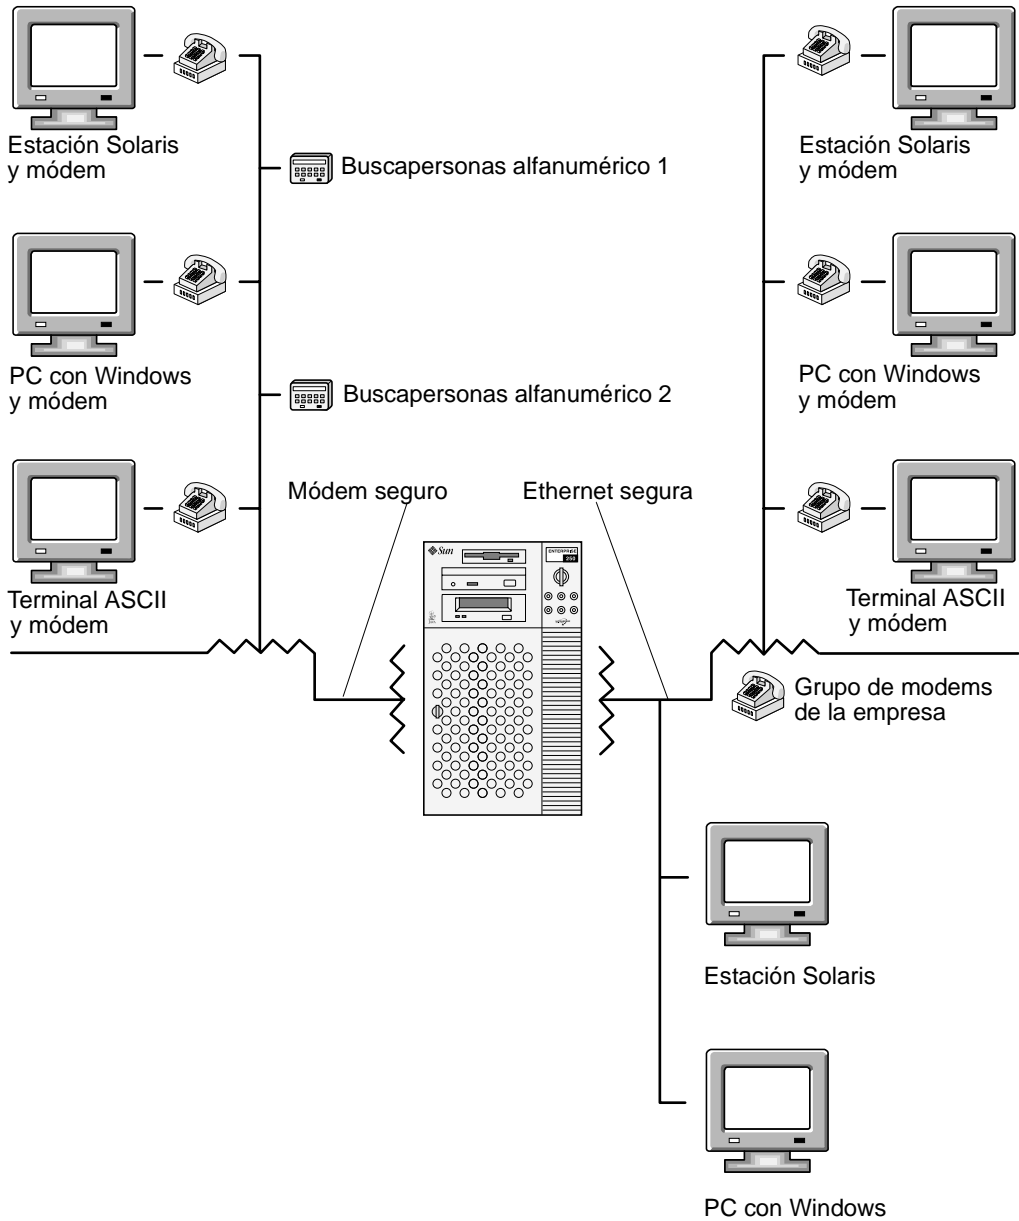 Estación Solaris
y módem
Estación Solaris
y módem
Buscapersonas alfanumérico 1
PC con Windows
y módem
PC con Windows
y módem
Buscapersonas alfanumérico 2
Módem seguro
Ethernet segura
Sun
ENTERPRISE
Terminal ASCII
y módem
Terminal ASCII
y módem
Grupo de modems
de la empresa
Estación Solaris
PC con Windows